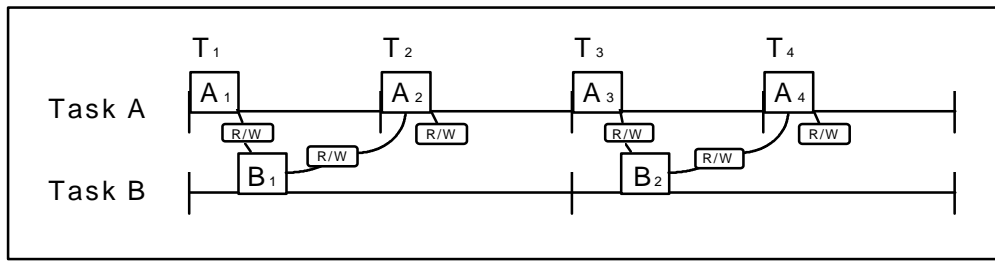 T1 T2 T3 T4
Task A A1 A2 A3 A4
R/W R/W R/W R/W
R/W R/W
Task B B1 B2